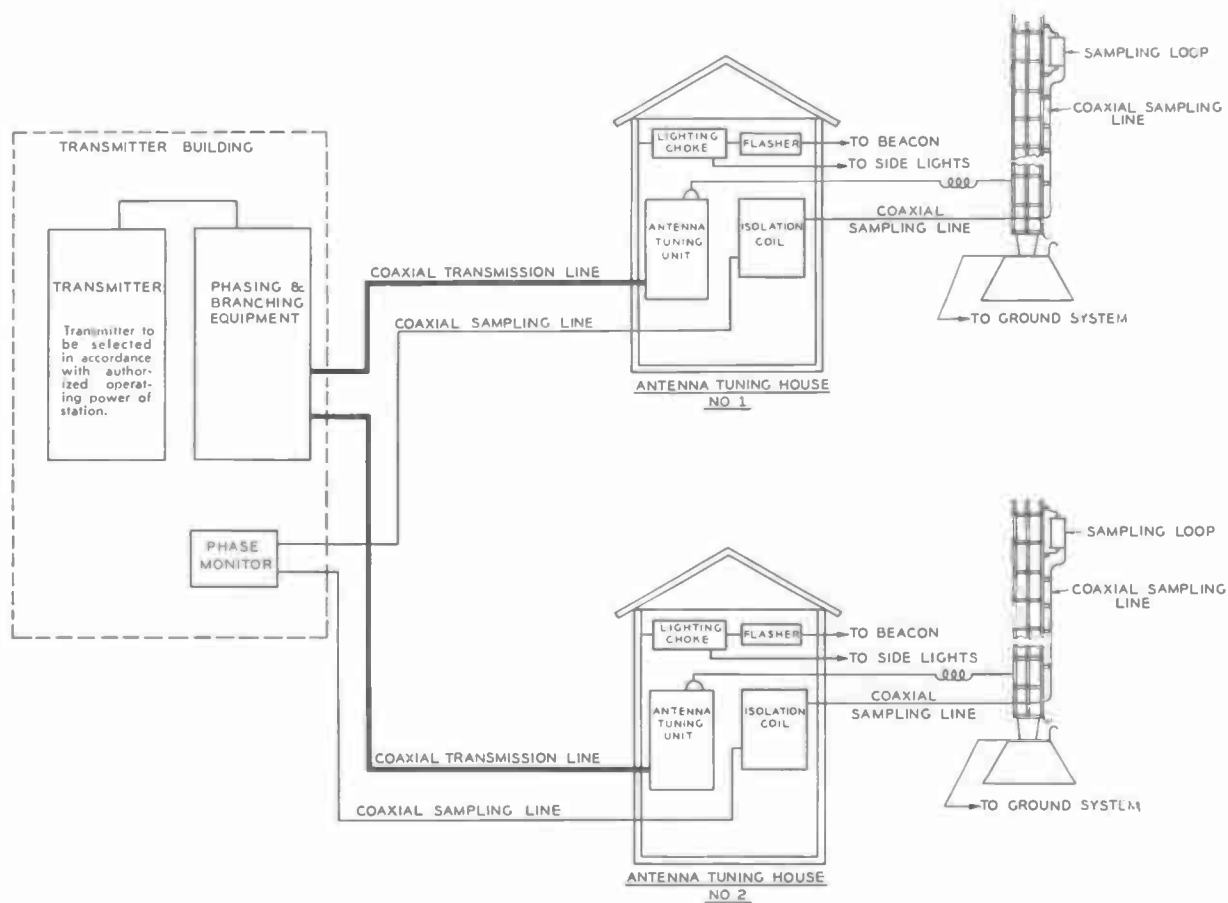 TRANSMITTER BUILDING
TRANSMITTER
Transmitter to
be selected
in accordance
with author-
ized operat-
ing power of
station.
PHASING &
BRANCHING
EQUIPMENT
PHASE
MONITOR
COAXIAL TRANSMISSION LINE
COAXIAL SAMPLING LINE
LIGHTING
CHOKE
FLASHER
TO BEACON
TO SIDE LIGHTS
ANTENNA
TUNING
UNIT
ISOLATION
COIL
COAXIAL
SAMPLING LINE
ANTENNA TUNING HOUSE
NO 1
SAMPLING LOOP
COAXIAL SAMPLING
LINE
TO GROUND SYSTEM
LIGHTING
CHOKE
FLASHER
TO BEACON
TO SIDE LIGHTS
ANTENNA
TUNING
UNIT
ISOLATION
COIL
COAXIAL
SAMPLING LINE
COAXIAL TRANSMISSION LINE
COAXIAL SAMPLING LINE
ANTENNA TUNING HOUSE
NO 2
SAMPLING LOOP
COAXIAL SAMPLING
LINE
TO GROUND SYSTEM